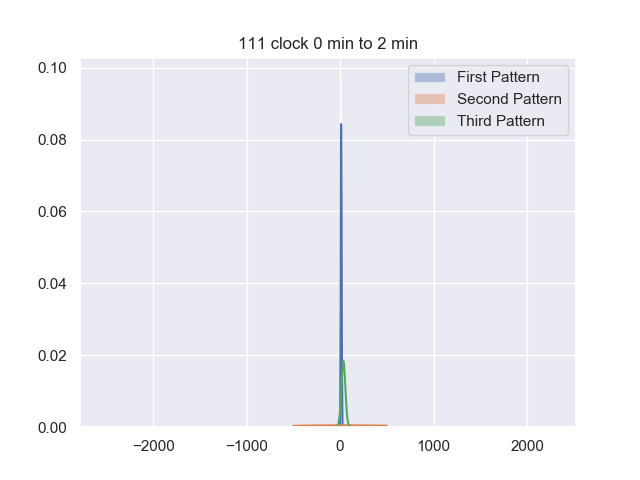 111 clock 0 min to 2 min
First Pattern
Second Pattern
Third Pattern
0.10
0.08
0.06
0.04
0.02
0.00
−2000
−1000
0
1000
2000